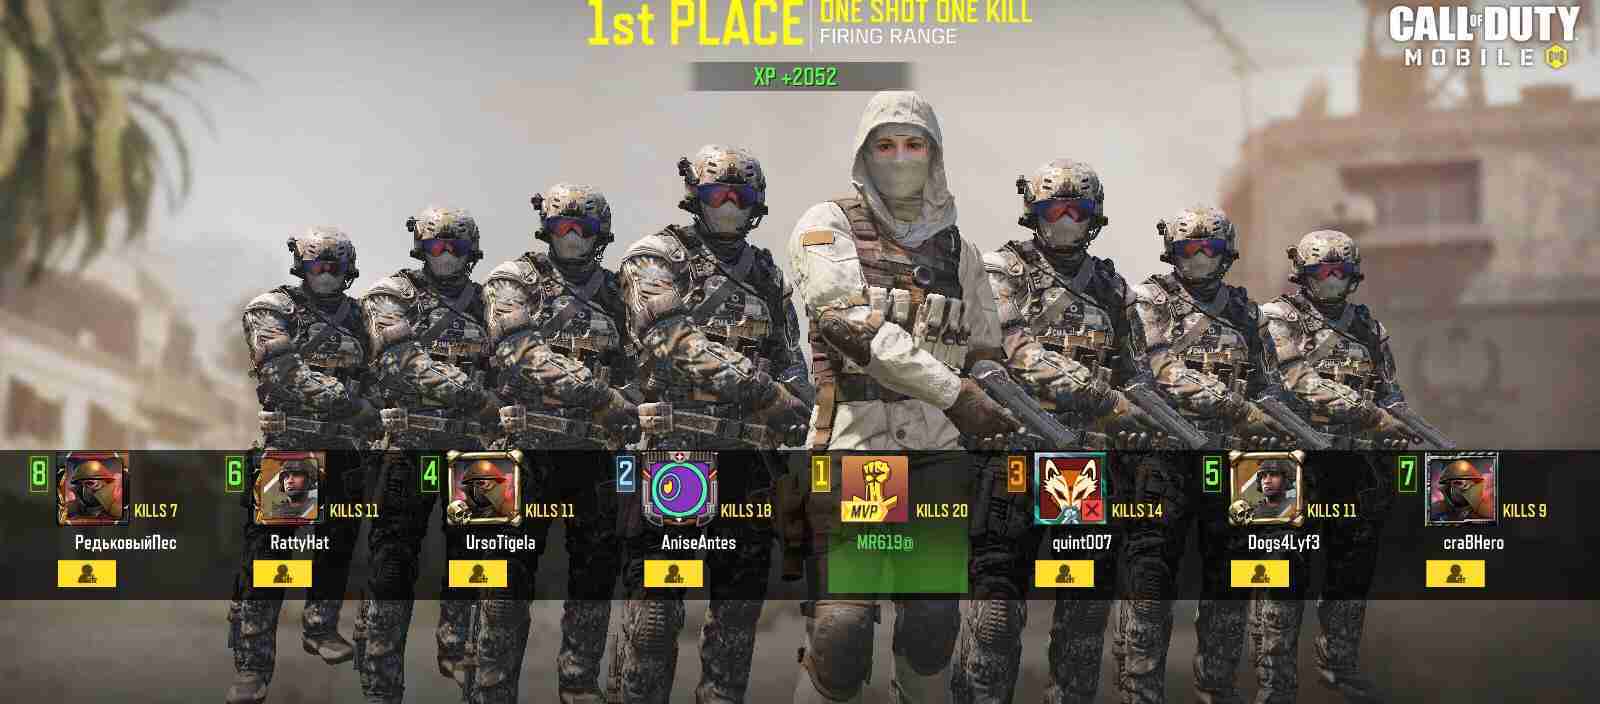 1st PLACE
ONE SHOT ONE KILL
FIRING RANGE
CALL OF DUTY
MOBILE
XP +2052
8
KILLS 7
РедьковыйПес
6
KILLS 11
RattyHat
4
KILLS 11
UrsoTigela
2
KILLS 18
AniseAntes
1
MVP
KILLS 20
MR619@
3
KILLS 14
quint007
5
KILLS 11
Dogs4Lyf3
7
KILLS 9
craBHero